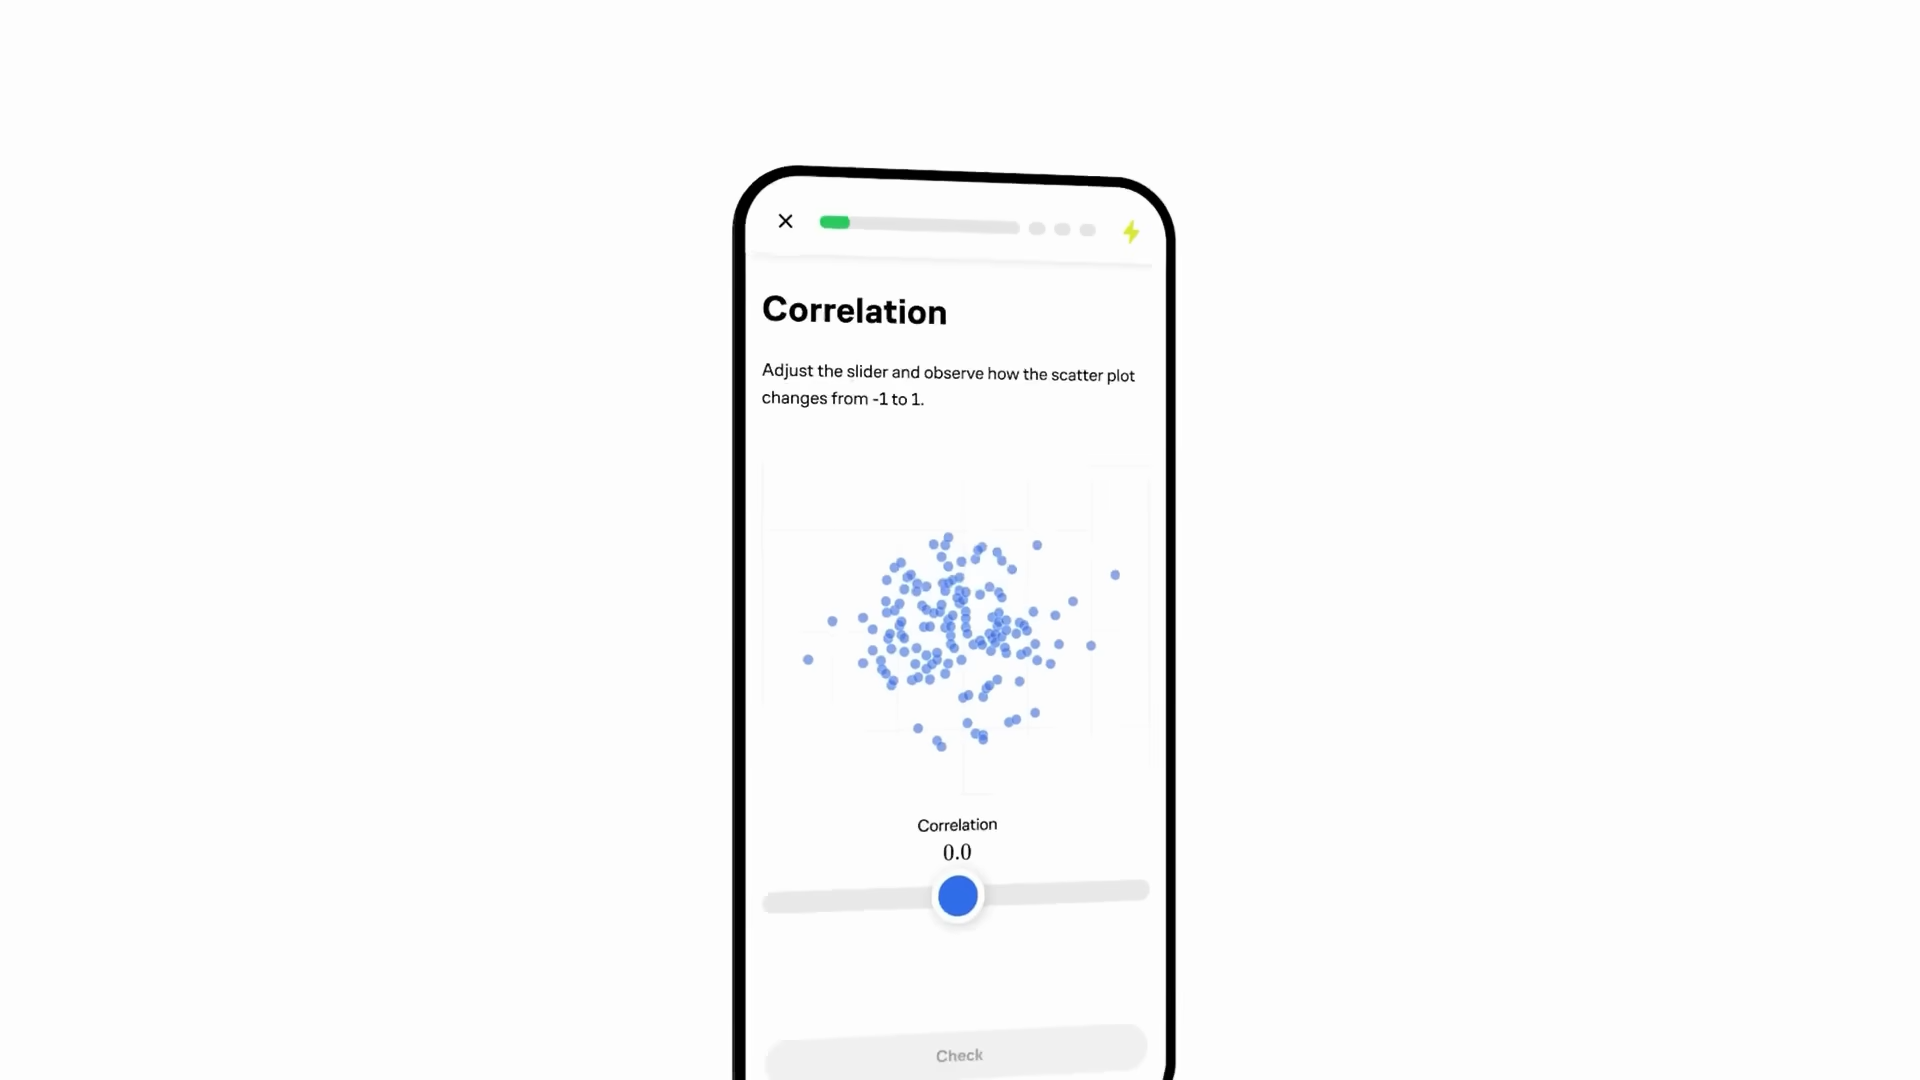 Correlation
Adjust the slider and observe how the scatter plot
changes from -1 to 1.
Correlation
0.0
Check